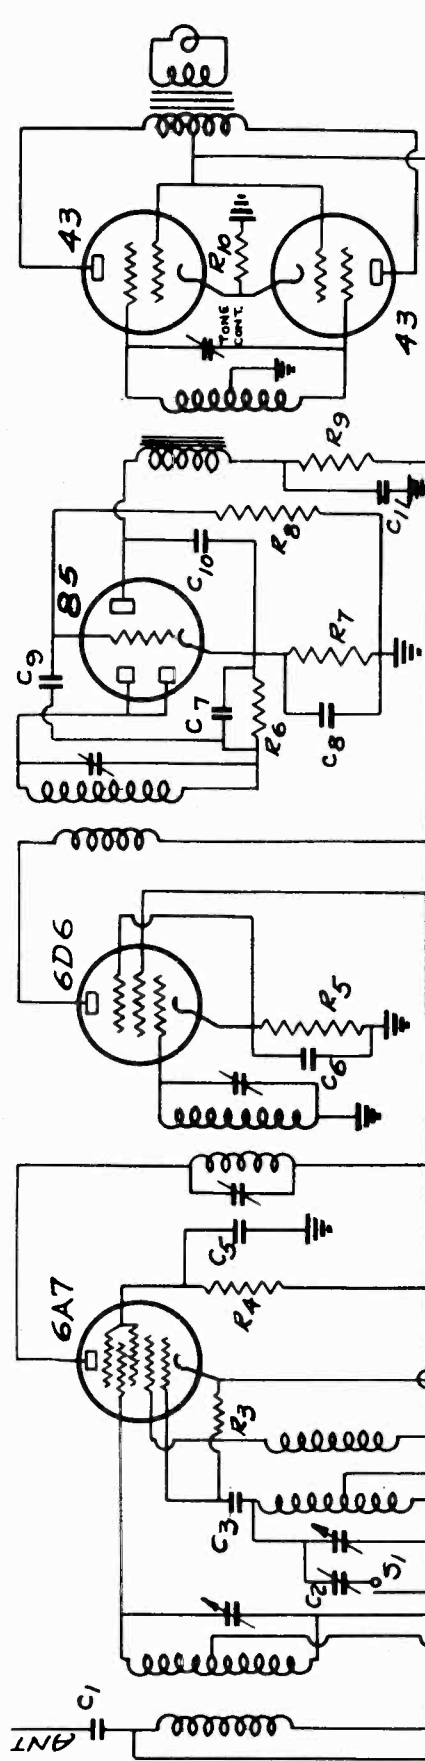 43
R10
TONE
CONT.
43
85
C9
C10
R8
R9
C11
C7
R6
R7
C8
6D6
R5
C6
6A7
C5
R4
R3
C3
C2
S1
C1
ANT